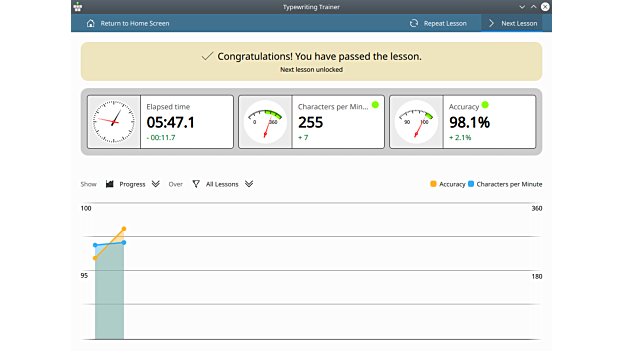 Typewriting Trainer
Return to Home Screen
Repeat Lesson
Next Lesson
Congratulations! You have passed the lesson.
Next lesson unlocked
Elapsed time
05:47.1
- 00:11.7
0 360
Characters per Min...
255
+ 7
90 100
Accuracy
98.1%
+ 2.1%
Show Progress Over All Lessons
Accuracy Characters per Minute
100 360
95 180